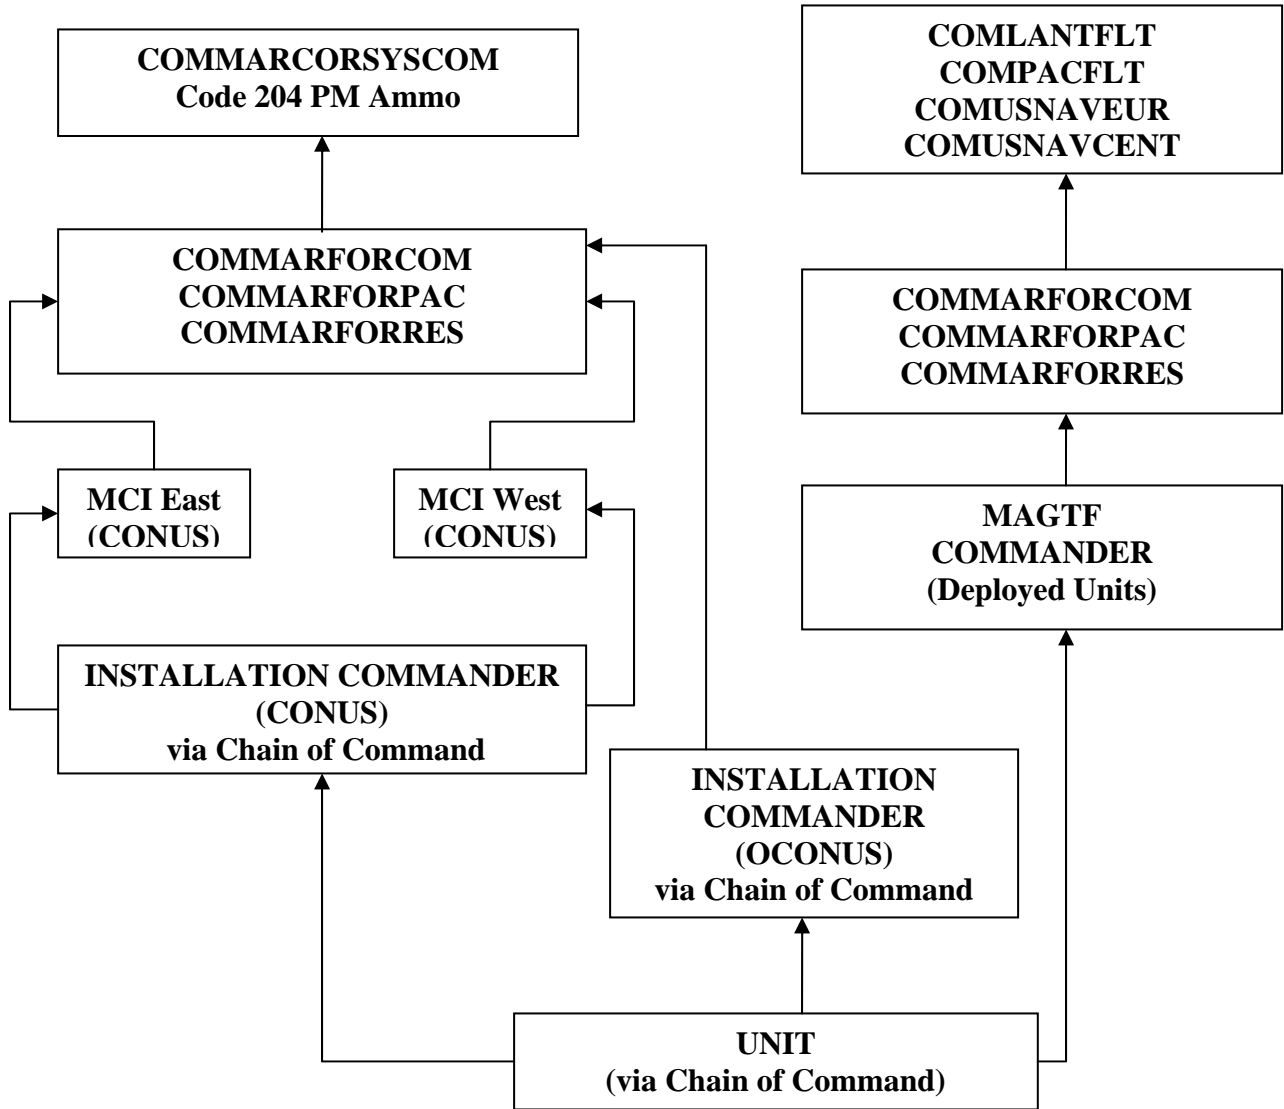 COMMARCORSYSCOM
Code 204 PM Ammo
COMLANTFLT
COMPACFLT
COMUSNAVEUR
COMUSNAVCENT
COMMARFORCOM
COMMARFORPAC
COMMARFORRES
COMMARFORCOM
COMMARFORPAC
COMMARFORRES
MCI East
(CONUS)
MCI West
(CONUS)
MAGTF
COMMANDER
(Deployed Units)
INSTALLATION COMMANDER
(CONUS)
via Chain of Command
INSTALLATION
COMMANDER
(OCONUS)
via Chain of Command
UNIT
(via Chain of Command)